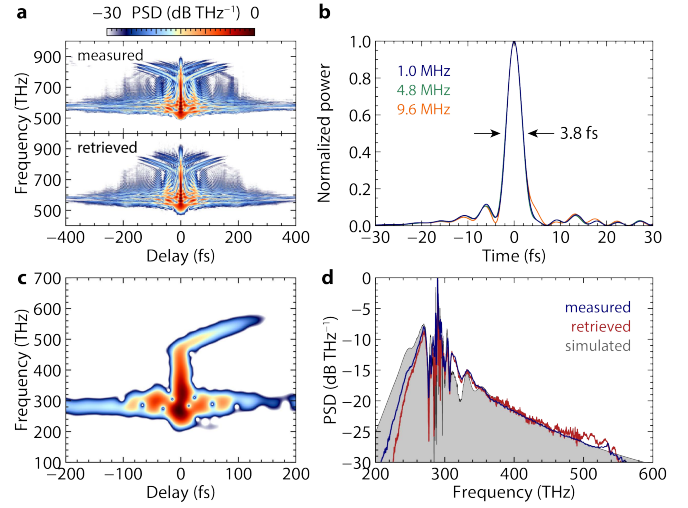 a
−30 PSD (dB THz⁻¹) 0
measured
900
700
500
Frequency (THz)
retrieved
900
700
500
−400 −200 0 200 400
Delay (fs)
b
1.0
0.8
0.6
0.4
0.2
0.0
Normalized power
1.0 MHz
4.8 MHz
9.6 MHz
3.8 fs
−30 −20 −10 0 10 20 30
Time (fs)
c
700
600
500
400
300
200
100
Frequency (THz)
−200 −100 0 100 200
Delay (fs)
d
0
−5
−10
−15
−20
−25
−30
PSD (dB THz⁻¹)
measured
retrieved
simulated
200 300 400 500 600
Frequency (THz)